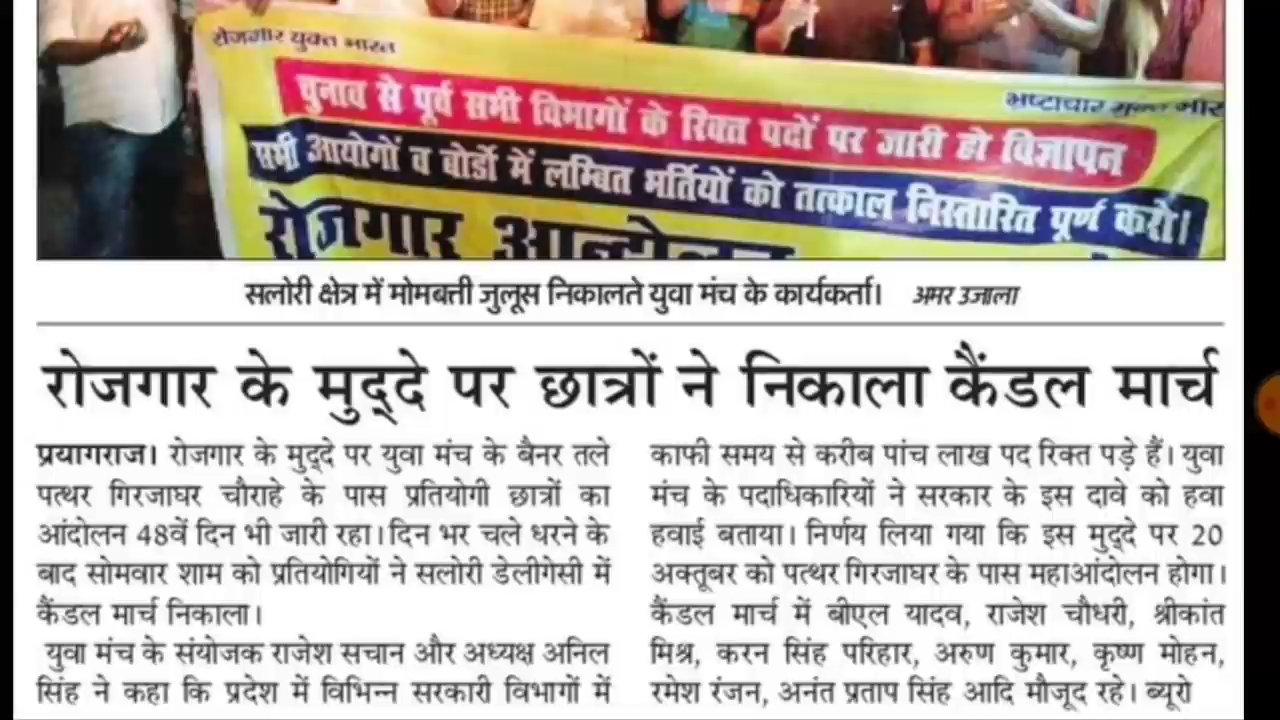 रोजगार युक्त भारत
भ्रष्टाचार मुक्त भार
चुनाव से पूर्व सभी विभागों के रिक्त पदों पर जारी हो विज्ञापन
सभी आयोगों व बोर्डो में लम्बित भर्तियों को तत्काल निस्तारित पूर्ण करो।
रोजगार आन्दोलन
सलोरी क्षेत्र में मोमबत्ती जुलूस निकालते युवा मंच के कार्यकर्ता। अमर उजाला
रोजगार के मुद्दे पर छात्रों ने निकाला कैंडल मार्च
प्रयागराज। रोजगार के मुद्दे पर युवा मंच के बैनर तले
पत्थर गिरजाघर चौराहे के पास प्रतियोगी छात्रों का
आंदोलन 48वें दिन भी जारी रहा। दिन भर चले धरने के
बाद सोमवार शाम को प्रतियोगियों ने सलोरी डेलीगेसी में
कैंडल मार्च निकाला।
युवा मंच के संयोजक राजेश सचान और अध्यक्ष अनिल
सिंह ने कहा कि प्रदेश में विभिन्न सरकारी विभागों में
काफी समय से करीब पांच लाख पद रिक्त पड़े हैं। युवा
मंच के पदाधिकारियों ने सरकार के इस दावे को हवा
हवाई बताया। निर्णय लिया गया कि इस मुद्दे पर 20
अक्तूबर को पत्थर गिरजाघर के पास महाआंदोलन होगा।
कैंडल मार्च में बीएल यादव, राजेश चौधरी, श्रीकांत
मिश्र, करन सिंह परिहार, अरुण कुमार, कृष्ण मोहन,
रमेश रंजन, अनंत प्रताप सिंह आदि मौजूद रहे। ब्यूरो